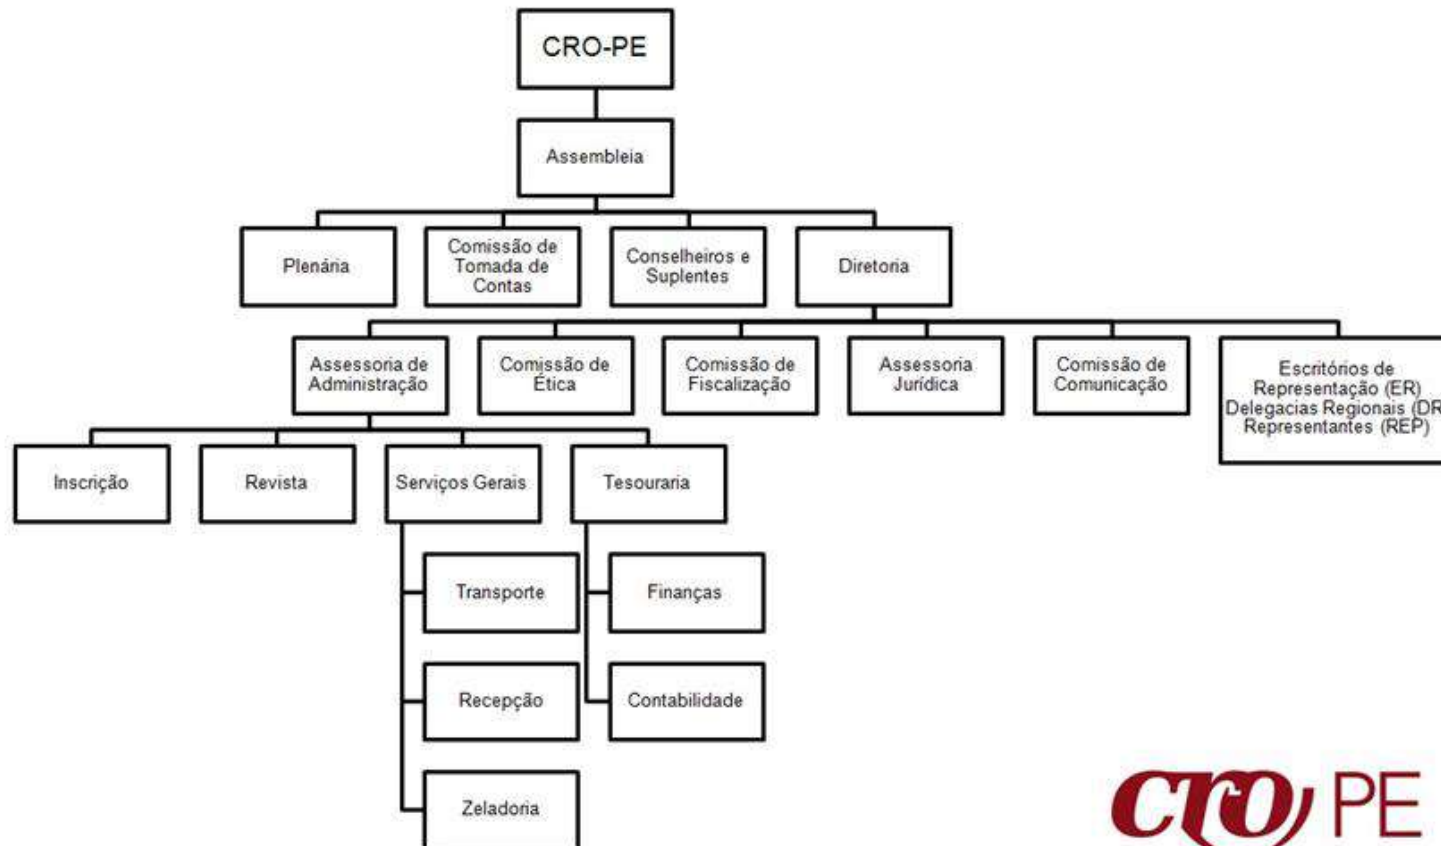 CRO-PE
Assembleia
Plenária
Comissão de
Tomada de
Contas
Conselheiros e
Suplentes
Diretoria
Assessoria de
Administração
Comissão de
Ética
Comissão de
Fiscalização
Assessoria
Jurídica
Comissão de
Comunicação
Escritórios de
Representação (ER)
Delegacias Regionais (DR
Representantes (REP)
Inscrição
Revista
Serviços Gerais
Tesouraria
Transporte
Finanças
Recepção
Contabilidade
Zeladoria
CRO PE